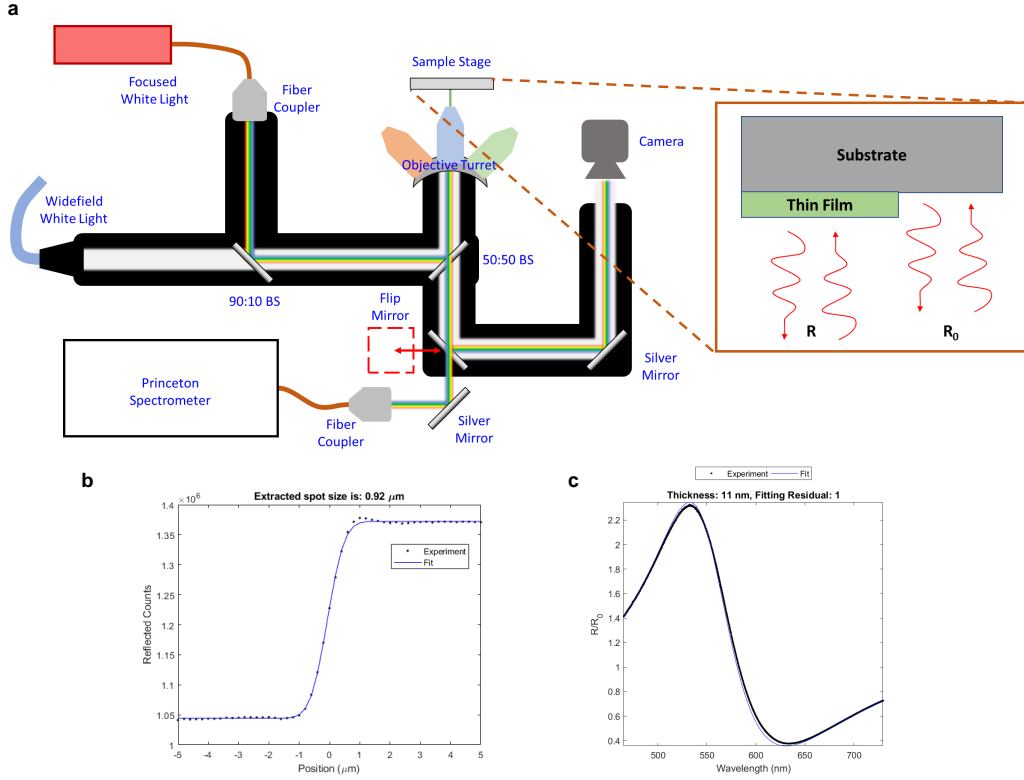 a
Focused
White Light
Fiber
Coupler
Sample Stage
Camera
Objective Turret
Widefield
White Light
90:10 BS
50:50 BS
Flip
Mirror
Silver
Mirror
Princeton
Spectrometer
Fiber
Coupler
Silver
Mirror
Substrate
Thin Film
R
R0
b
Extracted spot size is: 0.92 μm
×10^6
1.4
1.35
1.3
1.25
1.2
1.15
1.1
1.05
1
Reflected Counts
Experiment
Fit
-5 -4 -3 -2 -1 0 1 2 3 4 5
Position (μm)
c
Experiment Fit
Thickness: 11 nm, Fitting Residual: 1
2.2
2
1.8
1.6
1.4
1.2
1
0.8
0.6
0.4
R/R0
500 550 600 650 700
Wavelength (nm)